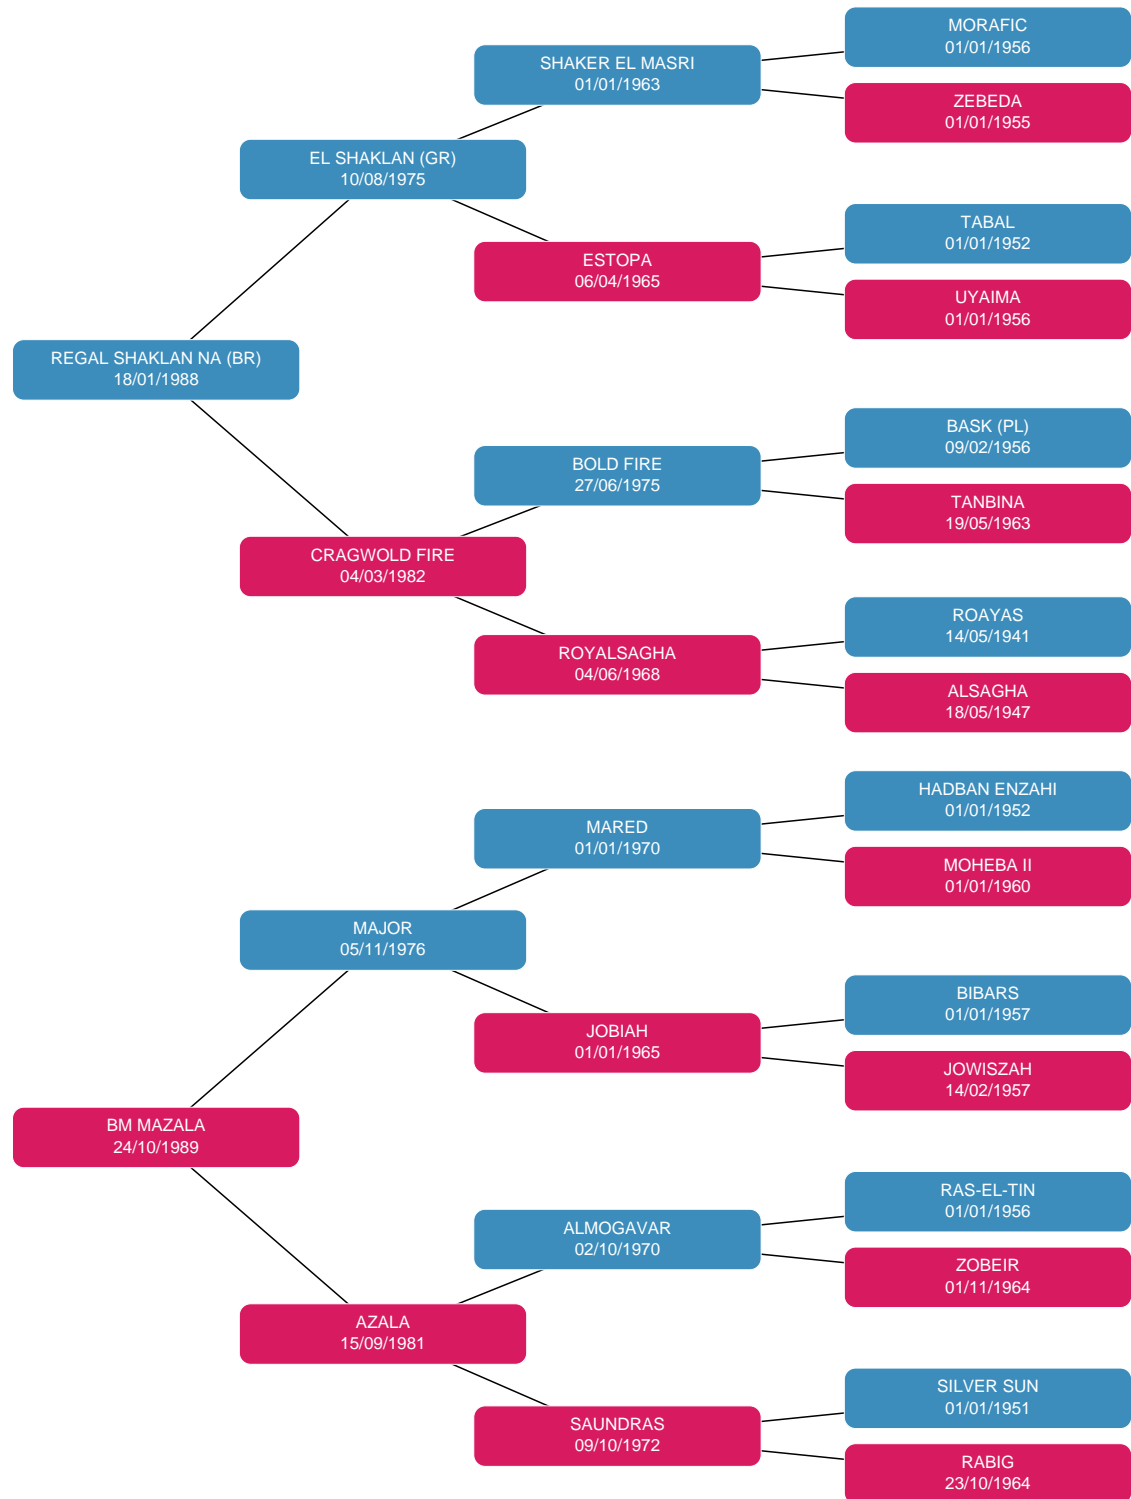 MORAFIC
01/01/1956
SHAKER EL MASRI
01/01/1963
ZEBEDA
01/01/1955
EL SHAKLAN (GR)
10/08/1975
TABAL
01/01/1952
ESTOPA
06/04/1965
UYAIMA
01/01/1956
REGAL SHAKLAN NA (BR)
18/01/1988
BASK (PL)
09/02/1956
BOLD FIRE
27/06/1975
TANBINA
19/05/1963
CRAGWOLD FIRE
04/03/1982
ROAYAS
14/05/1941
ROYALSAGHA
04/06/1968
ALSAGHA
18/05/1947
HADBAN ENZAHI
01/01/1952
MARED
01/01/1970
MOHEBA II
01/01/1960
MAJOR
05/11/1976
BIBARS
01/01/1957
JOBIAH
01/01/1965
JOWISZAH
14/02/1957
BM MAZALA
24/10/1989
RAS-EL-TIN
01/01/1956
ALMOGAVAR
02/10/1970
ZOBEIR
01/11/1964
AZALA
15/09/1981
SILVER SUN
01/01/1951
SAUNDRAS
09/10/1972
RABIG
23/10/1964